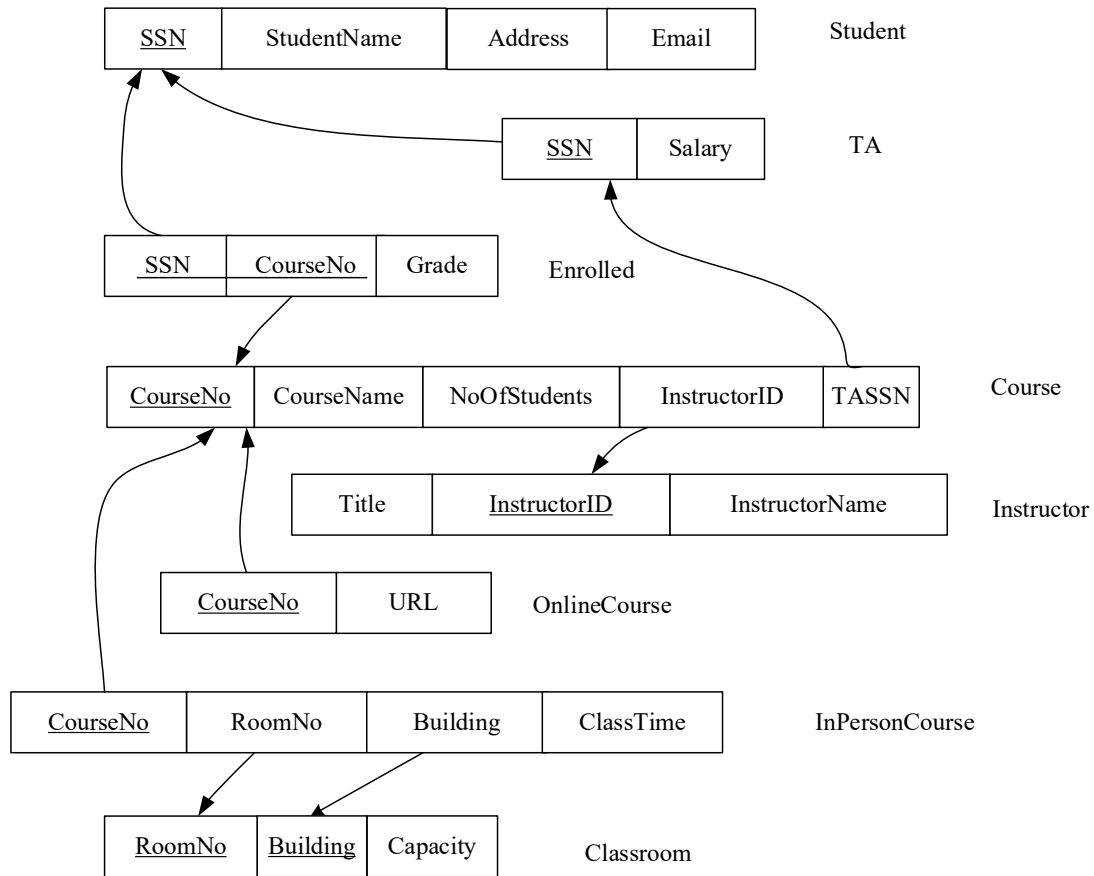 SSN StudentName Address Email Student
SSN Salary TA
SSN CourseNo Grade Enrolled
CourseNo CourseName NoOfStudents InstructorID TASSN Course
Title InstructorID InstructorName Instructor
CourseNo URL OnlineCourse
CourseNo RoomNo Building ClassTime InPersonCourse
RoomNo Building Capacity Classroom